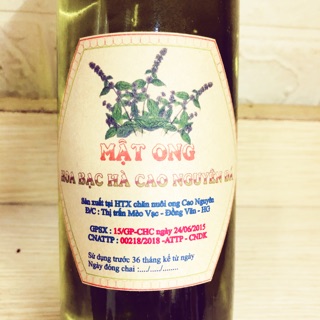 MẬT ONG
HOA BẠC HÀ CAO NGUYÊN ĐÁ
Sản xuất tại HTX chăn nuôi ong Cao Nguyên
Đ/C : Thị trấn Mèo Vạc - Đồng Văn - HG
GPSX : 15/GP-CHC ngày 24/06/2015
CNATTP : 00218/2018 -ATTP - CNĐK
Sử dụng trước 36 tháng kể từ ngày
Ngày đóng chai :..../...../........